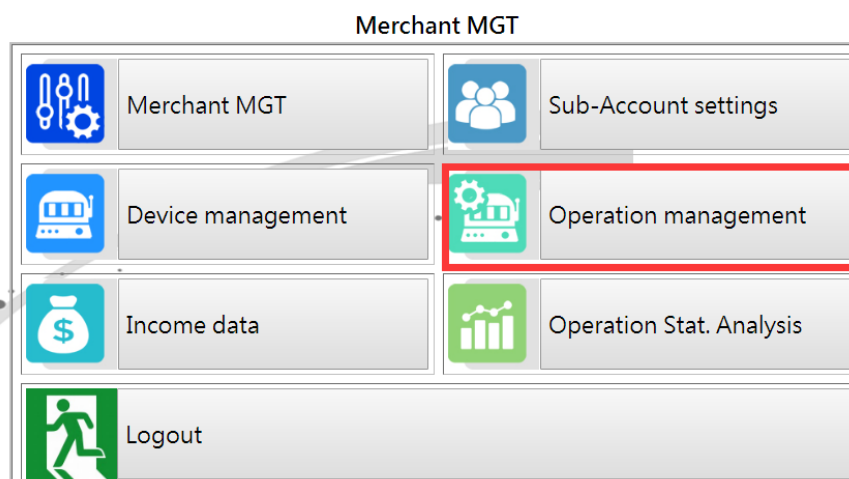 Merchant MGT
Merchant MGT
Sub-Account settings
Device management
Operation management
$
Income data
Operation Stat. Analysis
Logout